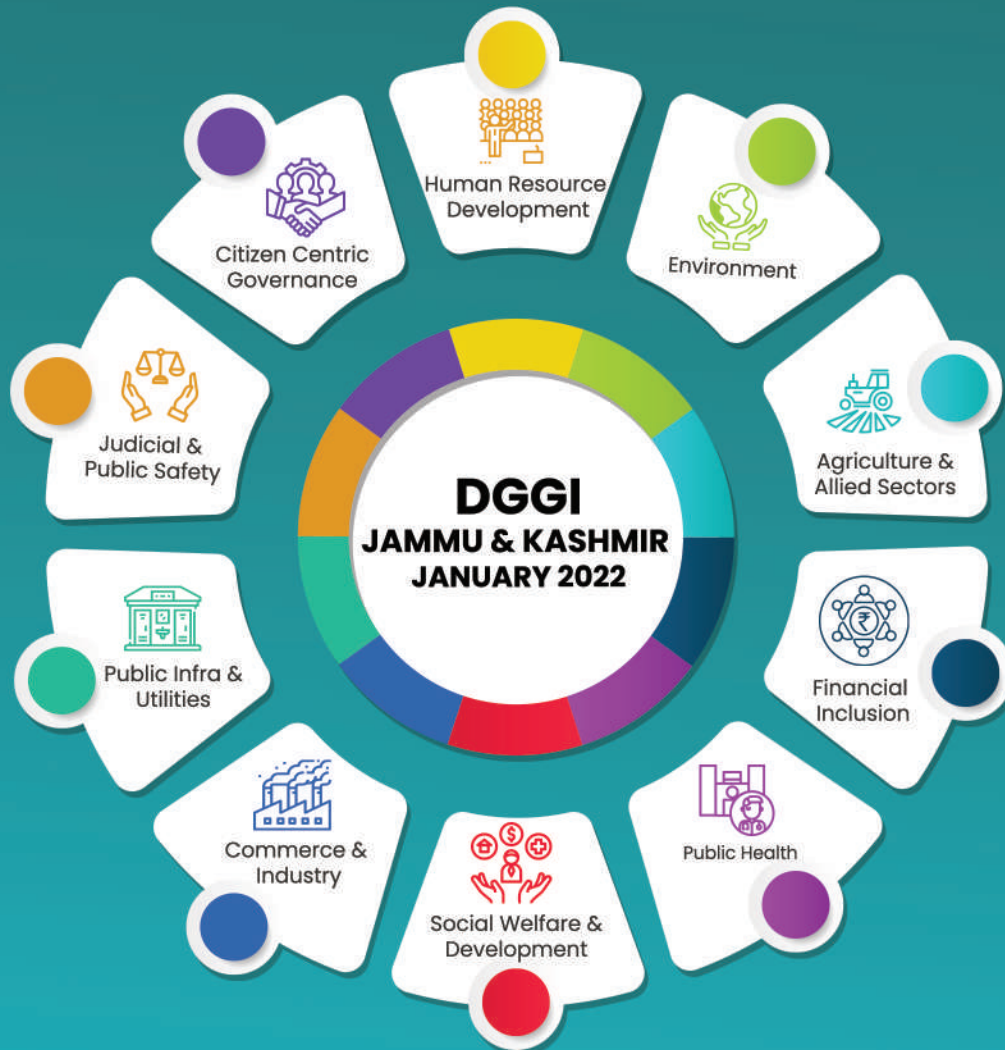 Human Resource
Development
Environment
Agriculture &
Allied Sectors
Financial
Inclusion
Public Health
Social Welfare &
Development
Commerce &
Industry
Public Infra &
Utilities
Judicial &
Public Safety
Citizen Centric
Governance
DGGI
JAMMU & KASHMIR
JANUARY 2022